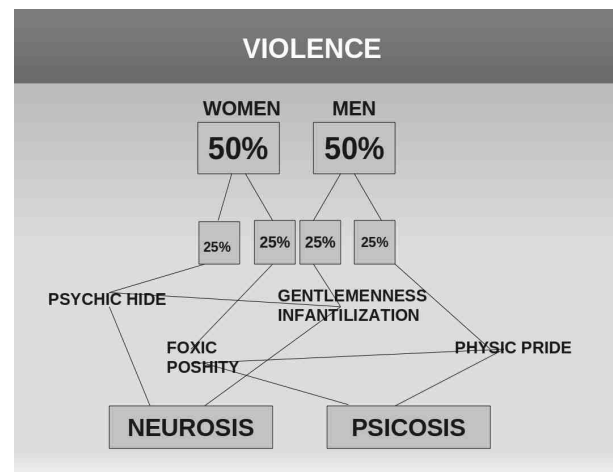 VIOLENCE
WOMEN MEN
50% 50%
25% 25% 25% 25%
PSYCHIC HIDE
GENTLEMENNESS
INFANTILIZATION
FOXIC
POSHITY
PHYSIC PRIDE
NEUROSIS PSICOSIS